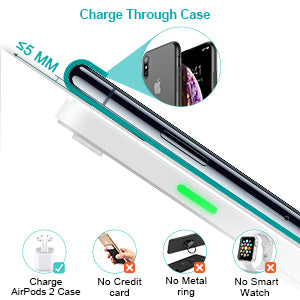 Charge Through Case
≤5 MM
Charge
AirPods 2 Case
No Credit
card
No Metal
ring
No Smart
Watch